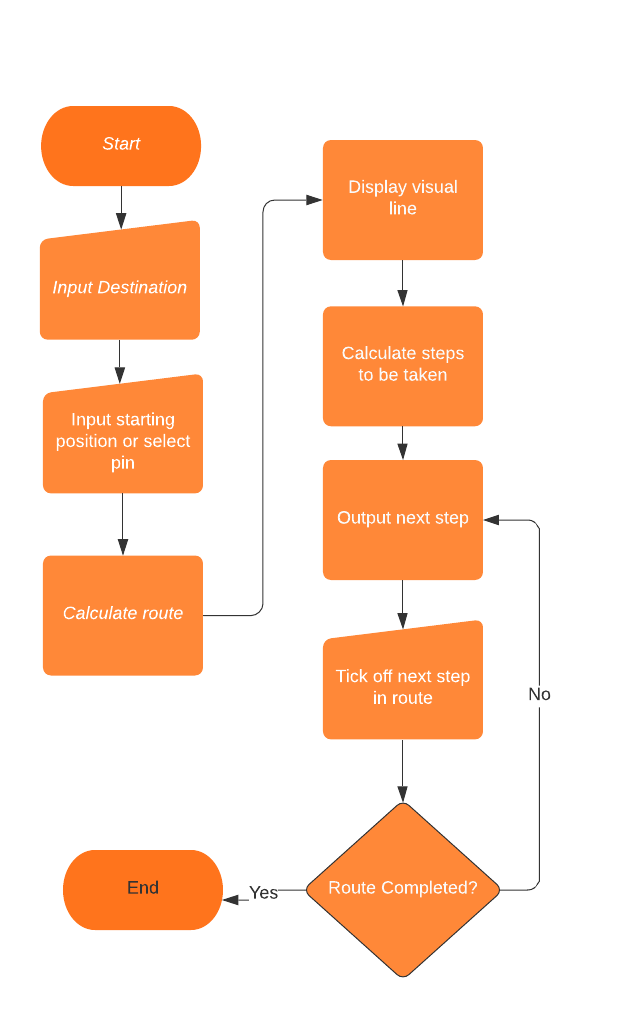 Start
Input Destination
Input starting
position or select
pin
Calculate route
Display visual
line
Calculate steps
to be taken
Output next step
Tick off next step
in route
No
Route Completed?
Yes
End